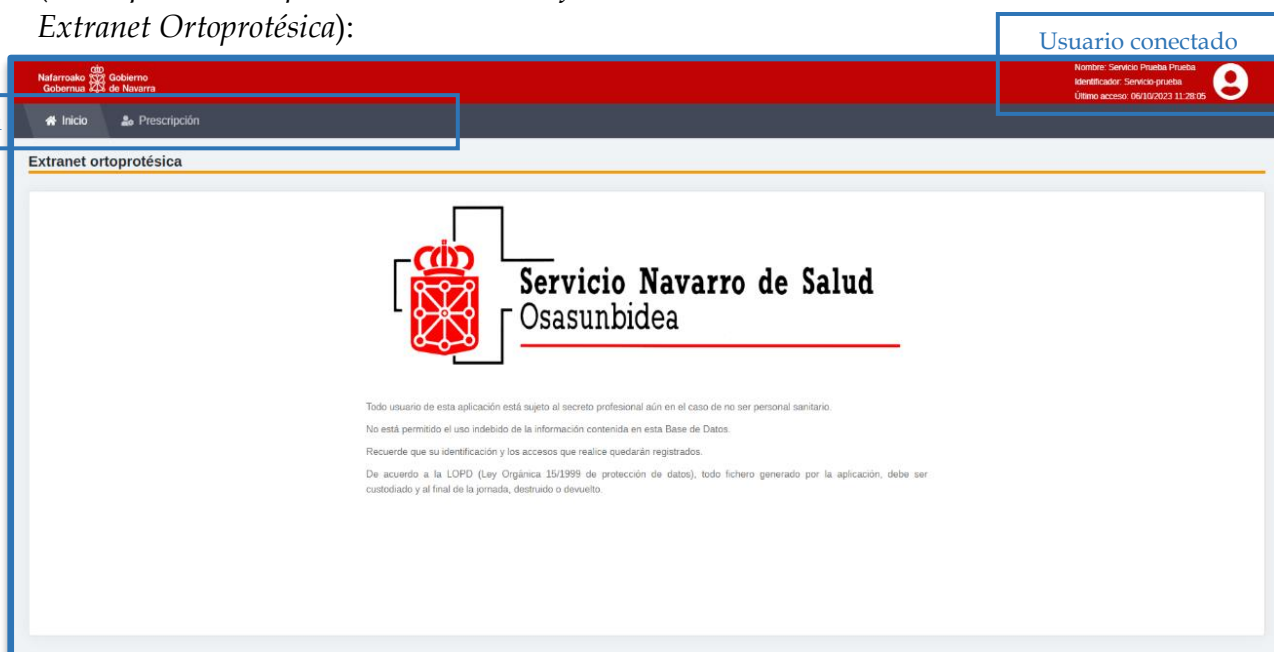 Extranet Ortoprotésica):
Usuario conectado
Nafarroako Gobierno
Gobernua de Navarra
Nombre: Servicio Prueba Prueba
Identificador: Servicio-prueba
Último acceso: 06/10/2023 11:28:05
Inicio Prescripción
Extranet ortoprotésica
Servicio Navarro de Salud
Osasunbidea
Todo usuario de esta aplicación está sujeto al secreto profesional aún en el caso de no ser personal sanitario.
No está permitido el uso indebido de la información contenida en esta Base de Datos.
Recuerde que su identificación y los accesos que realice quedarán registrados.
De acuerdo a la LOPD (Ley Orgánica 15/1999 de protección de datos), todo fichero generado por la aplicación, debe ser
custodiado y al final de la jornada, destruido o devuelto.